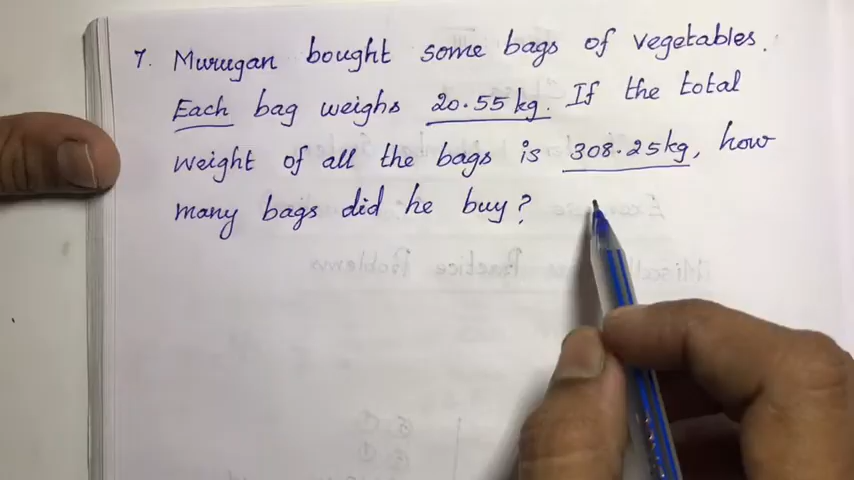 7. Murugan bought some bags of vegetables.
Each bag weighs 20.55 kg. If the total
weight of all the bags is 308.25kg, how
many bags did he buy?